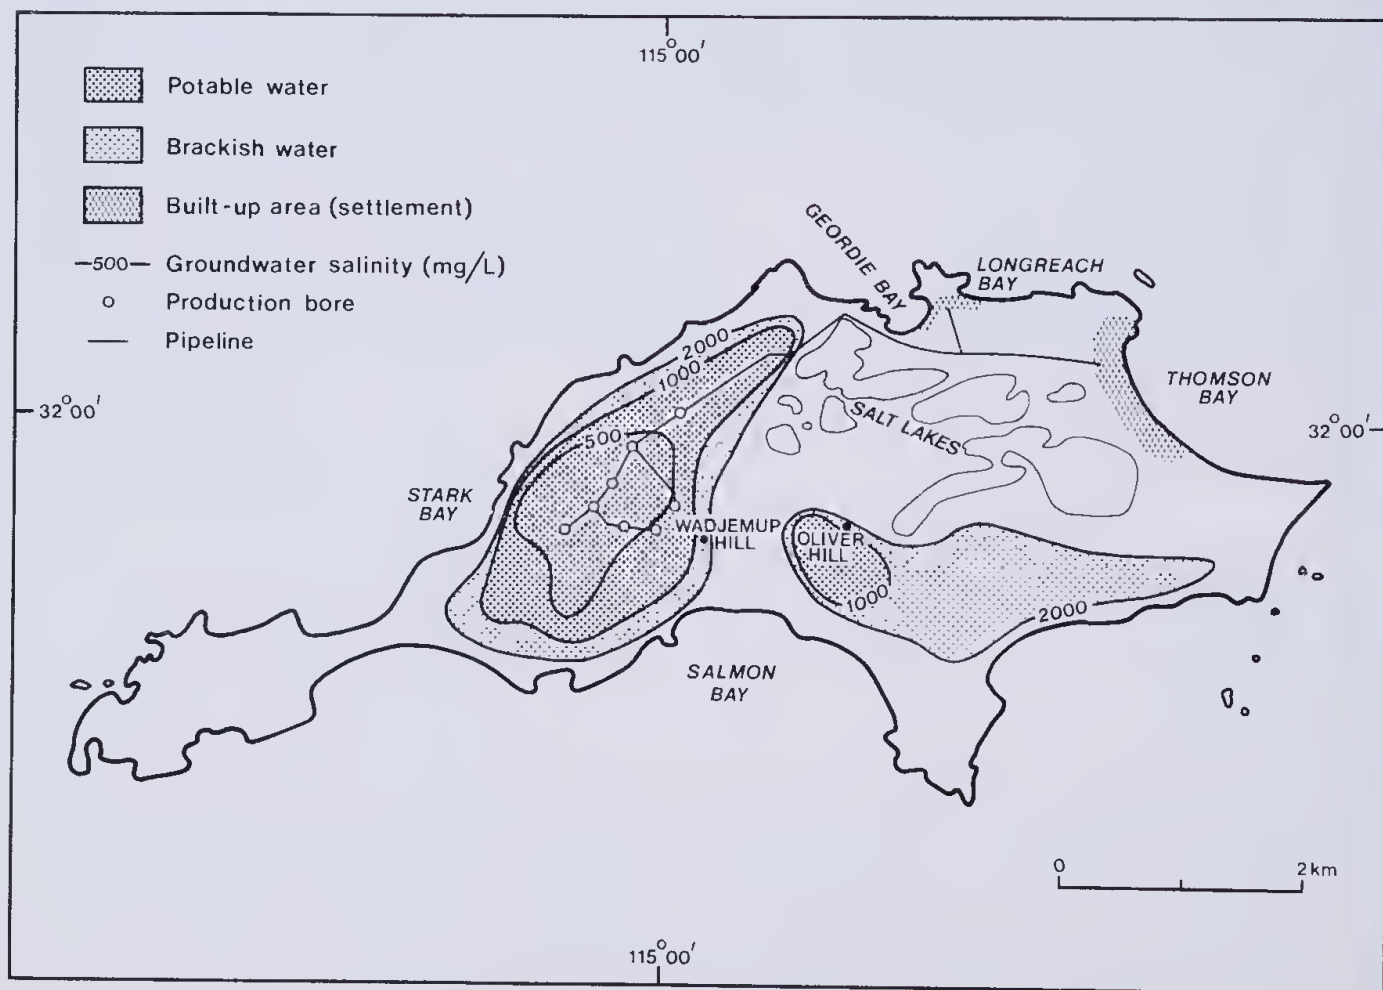 115°00'
Potable water
Brackish water
Built-up area (settlement)
—500— Groundwater salinity (mg/L)
Production bore
Pipeline
GEORDIE BAY
LONGREACH
BAY
2000
1000
THOMSON
BAY
32°00'
32°00'
SALT LAKES
500
STARK
BAY
WADJEMUP
HILL
OLIVER
HILL
1000
2000
SALMON
BAY
0
2 km
115°00'